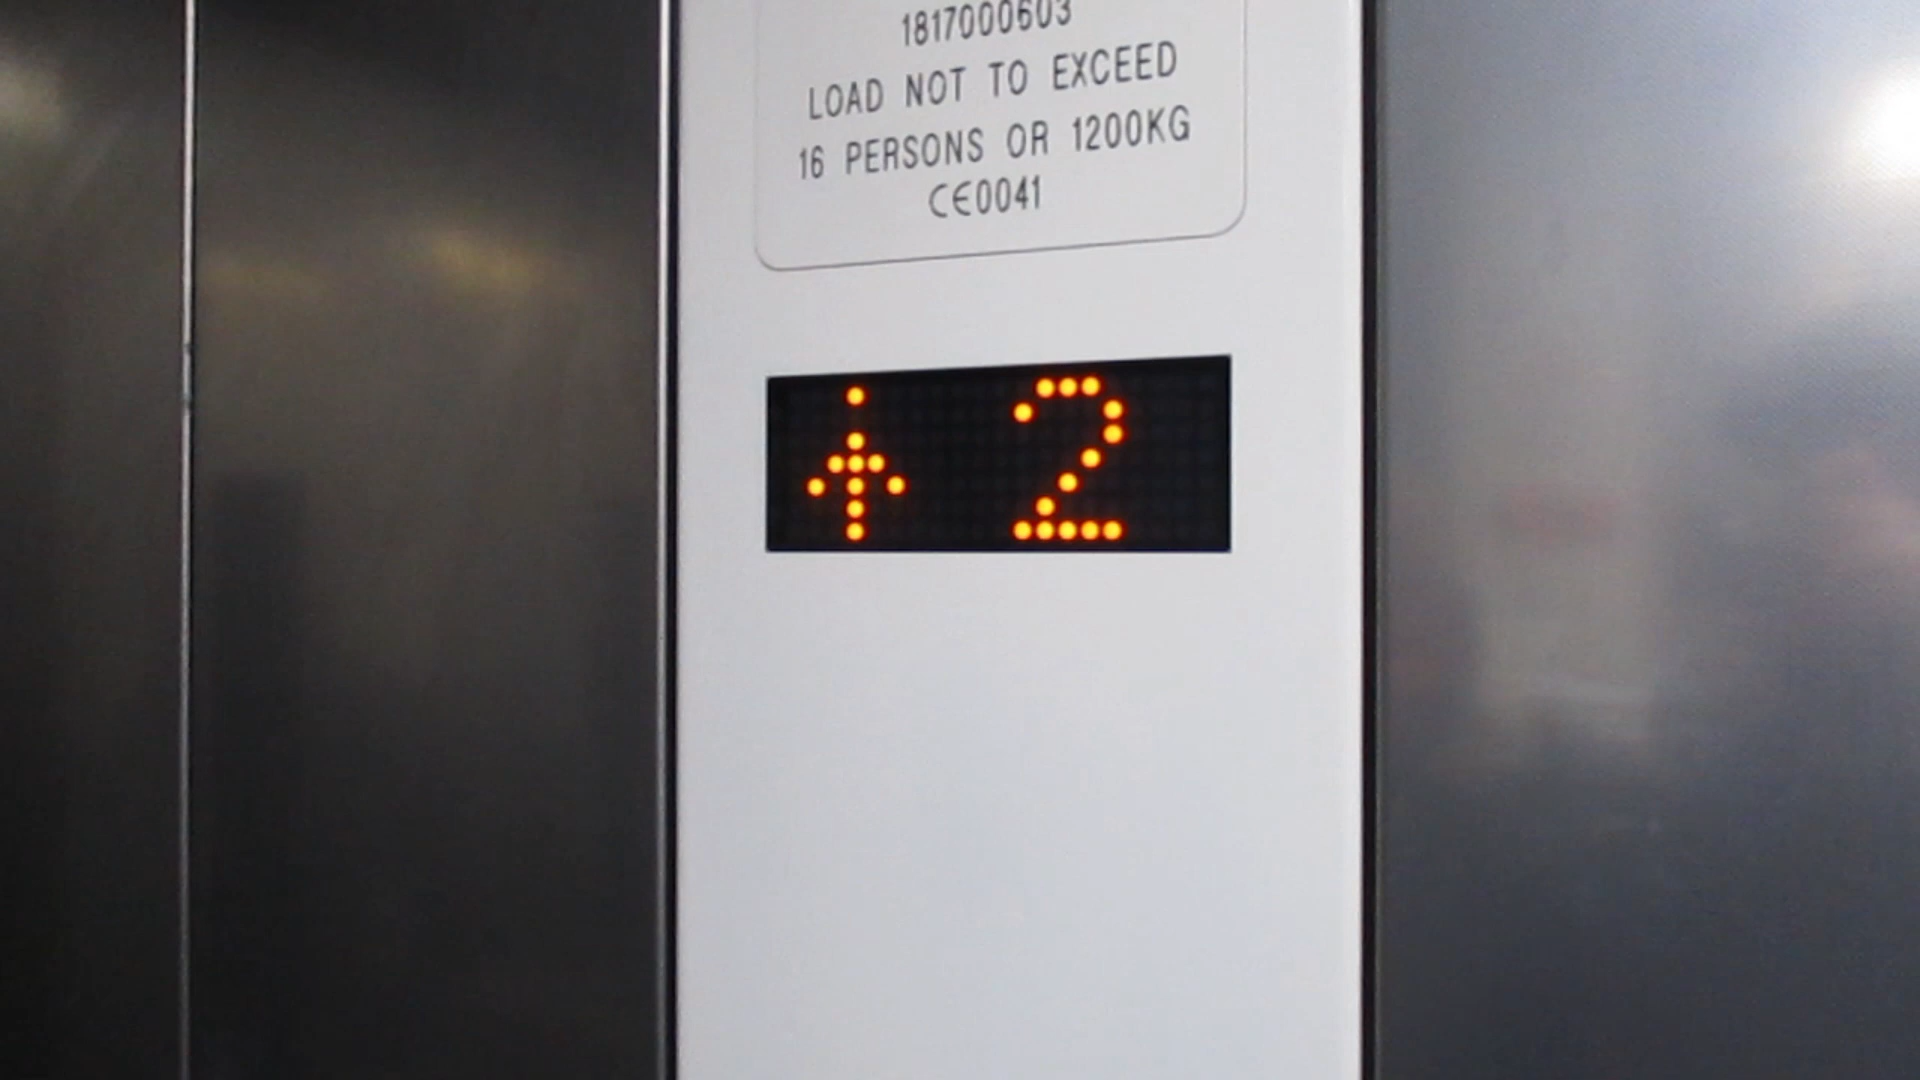 1817000603
LOAD NOT TO EXCEED
16 PERSONS OR 1200KG
CE0041
↑ 2